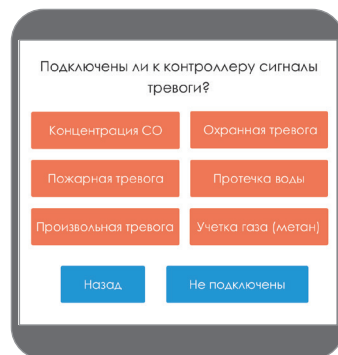 Подключены ли к контроллеру сигналы
тревоги?
Концентрация СО
Охранная тревога
Пожарная тревога
Протечка воды
Произвольная тревога
Учетка газа (метан)
Назад
Не подключены